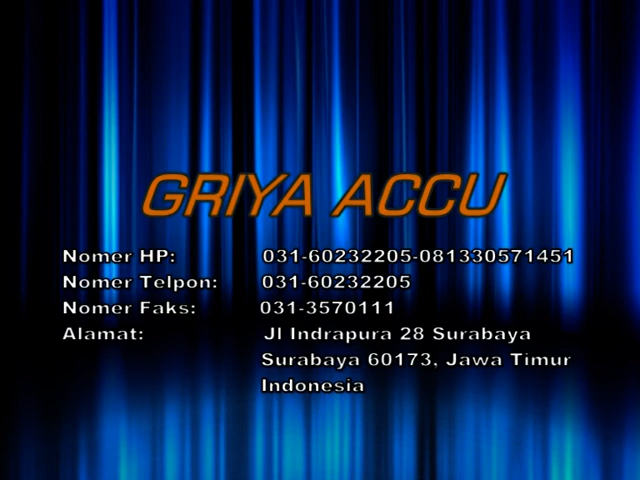 GRIYA ACCU
Nomer HP: 031-60232205-081330571451
Nomer Telpon: 031-60232205
Nomer Faks: 031-3570111
Alamat: Jl Indrapura 28 Surabaya
Surabaya 60173, Jawa Timur
Indonesia